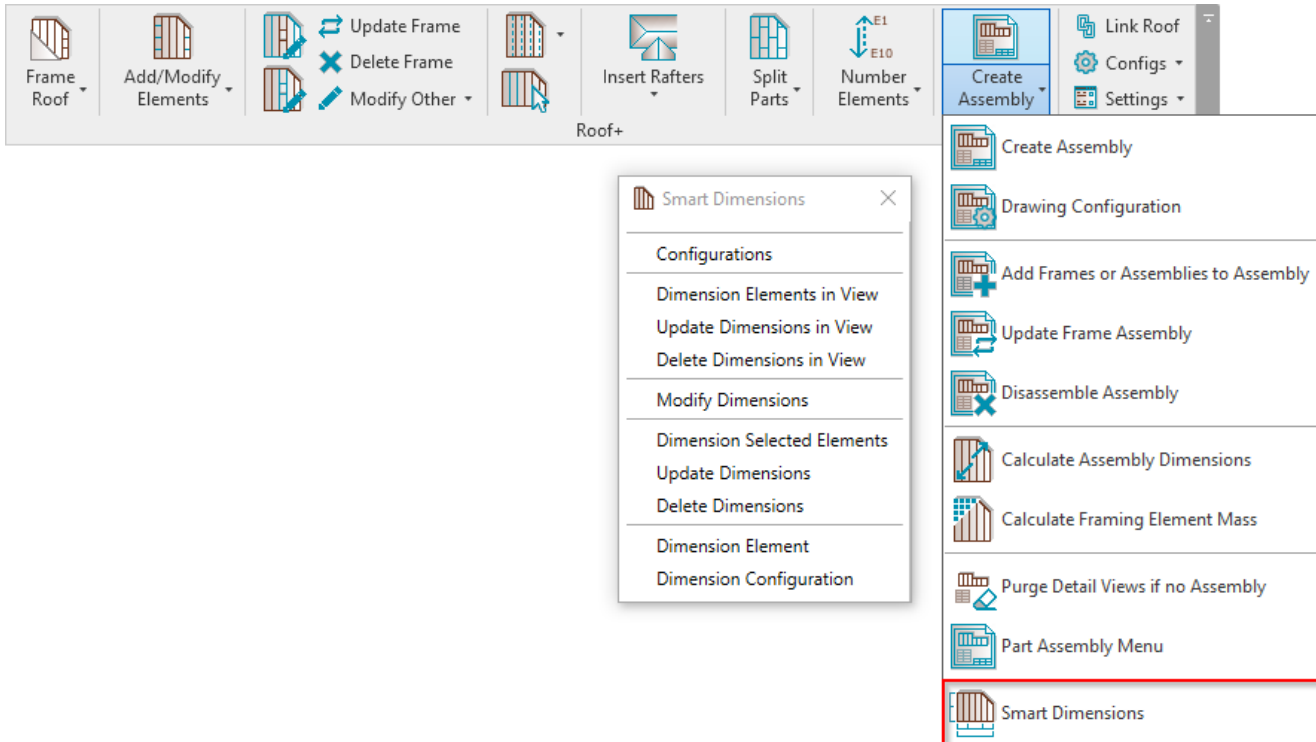 Update Frame
Delete Frame
Modify Other
Frame
Roof
Add/Modify
Elements
Insert Rafters
Split
Parts
E1
E10
Number
Elements
Create
Assembly
Link Roof
Configs
Settings
Roof+
Smart Dimensions
Configurations
Dimension Elements in View
Update Dimensions in View
Delete Dimensions in View
Modify Dimensions
Dimension Selected Elements
Update Dimensions
Delete Dimensions
Dimension Element
Dimension Configuration
Create Assembly
Drawing Configuration
Add Frames or Assemblies to Assembly
Update Frame Assembly
Disassemble Assembly
Calculate Assembly Dimensions
Calculate Framing Element Mass
Purge Detail Views if no Assembly
Part Assembly Menu
Smart Dimensions